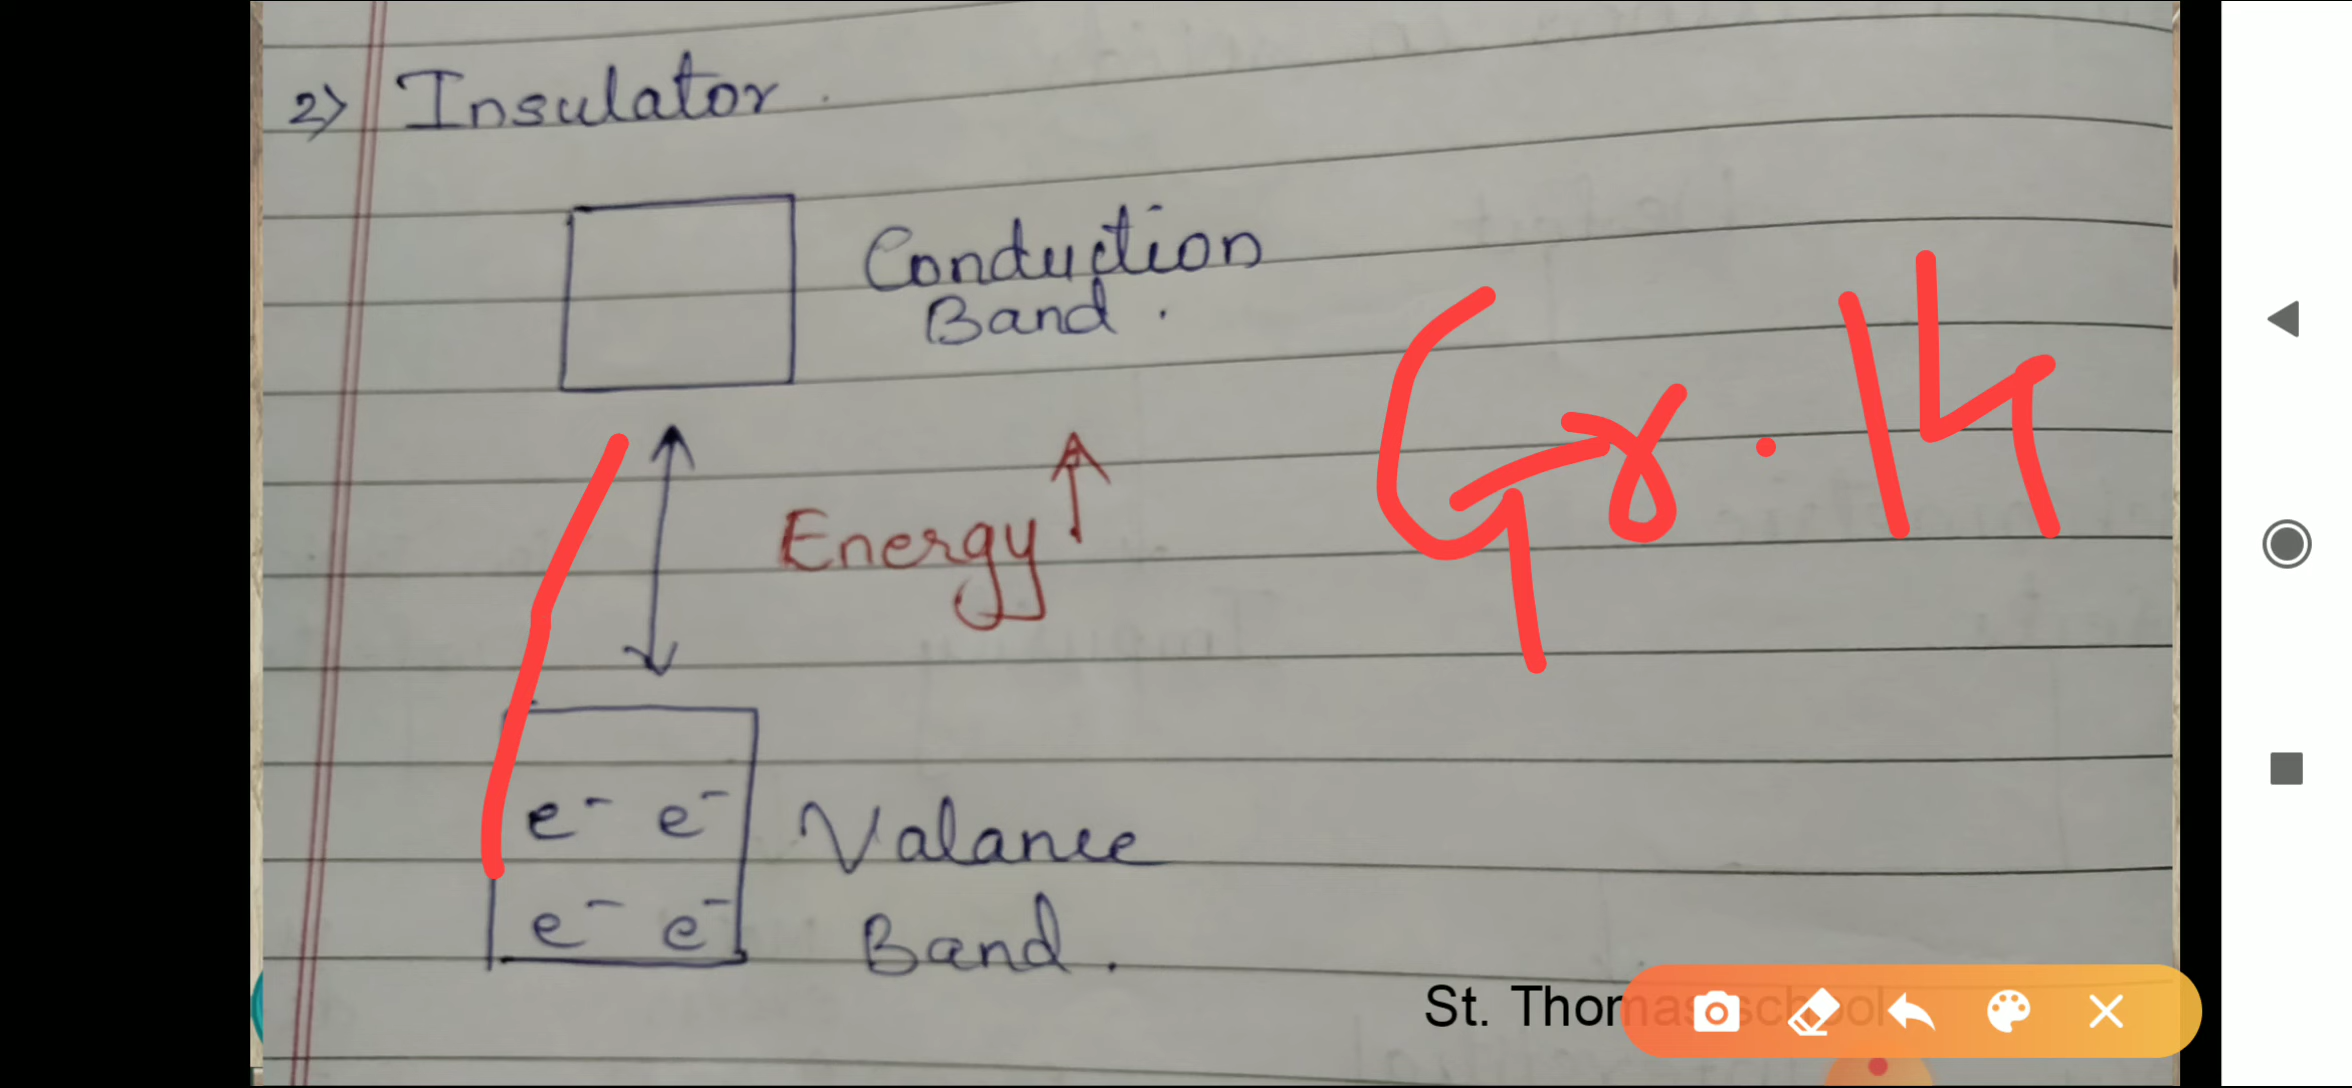 2) Insulator.
Conduction
Band.
Energy ↑
Gr. 14
e⁻ e⁻
e⁻ e⁻
Valance
Band.
St. Thomas school